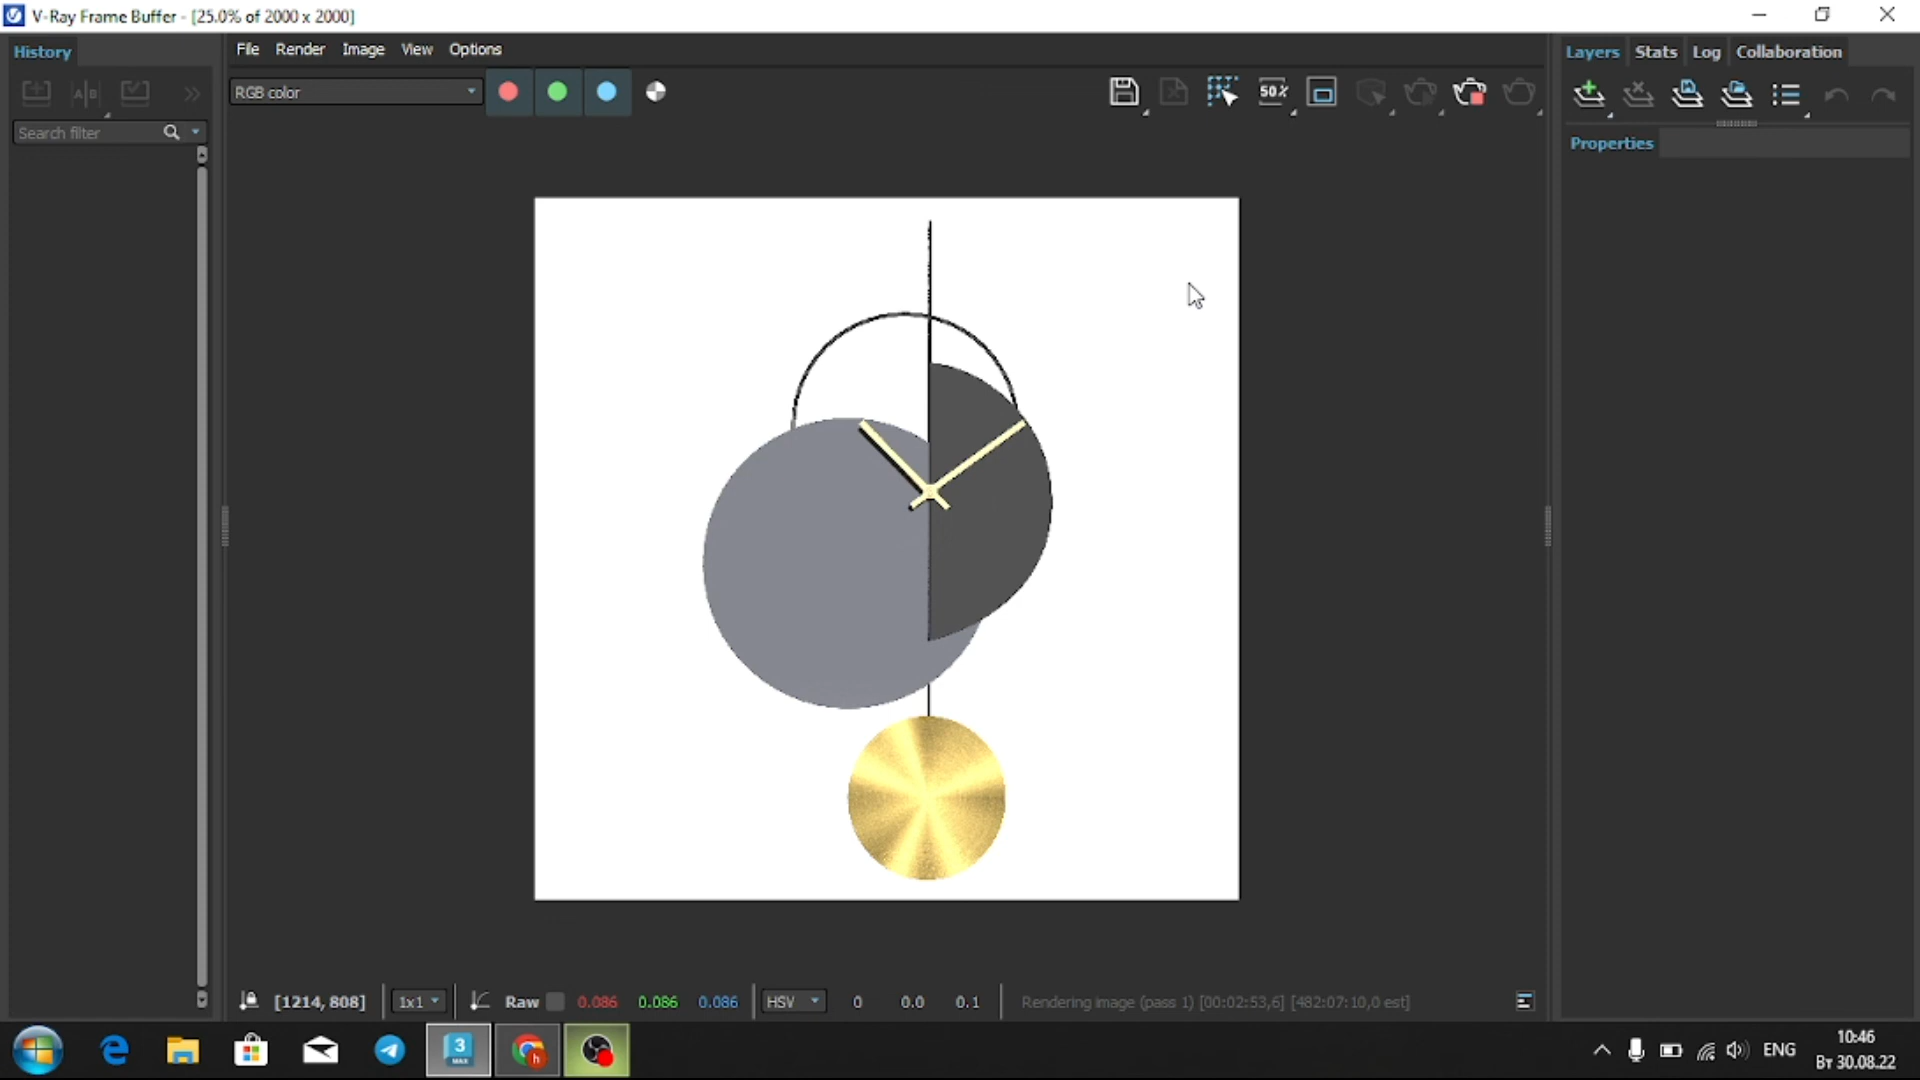 V-Ray Frame Buffer - [25.0% of 2000 x 2000]
History
File Render Image View Options
Layers Stats Log Collaboration
RGB color
50%
A|B
Search filter
Properties
[1214, 808] 1x1 Raw 0.086 0.086 0.086 HSV 0 0.0 0.1 Rendering image (pass 1) [00:02:53,6] [482:07:10,0 est]
3
MAX
h
ENG
10:46
Вт 30.08.22